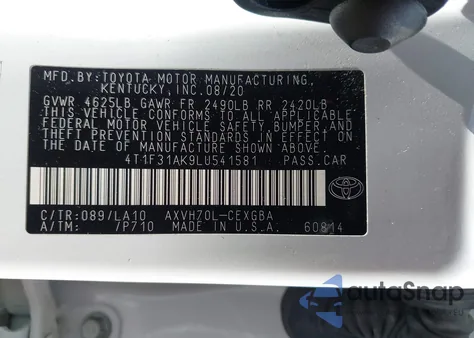 MFD. BY: TOYOTA MOTOR MANUFACTURING,
KENTUCKY, INC. 08/20
GVWR 4625LB GAWR FR 2490LB RR 2420LB
THIS VEHICLE CONFORMS TO ALL APPLICABLE
FEDERAL MOTOR VEHICLE SAFETY, BUMPER, AND
THEFT PREVENTION STANDARDS IN EFFECT ON
THE DATE OF MANUFACTURE SHOWN ABOVE.
4T1F31AK9LU541581 PASS.CAR
C/TR:089/LA10 AXVH70L-CEXGBA
A/TM: /P710 MADE IN U.S.A. 60814
TOYOTA
autoSnap